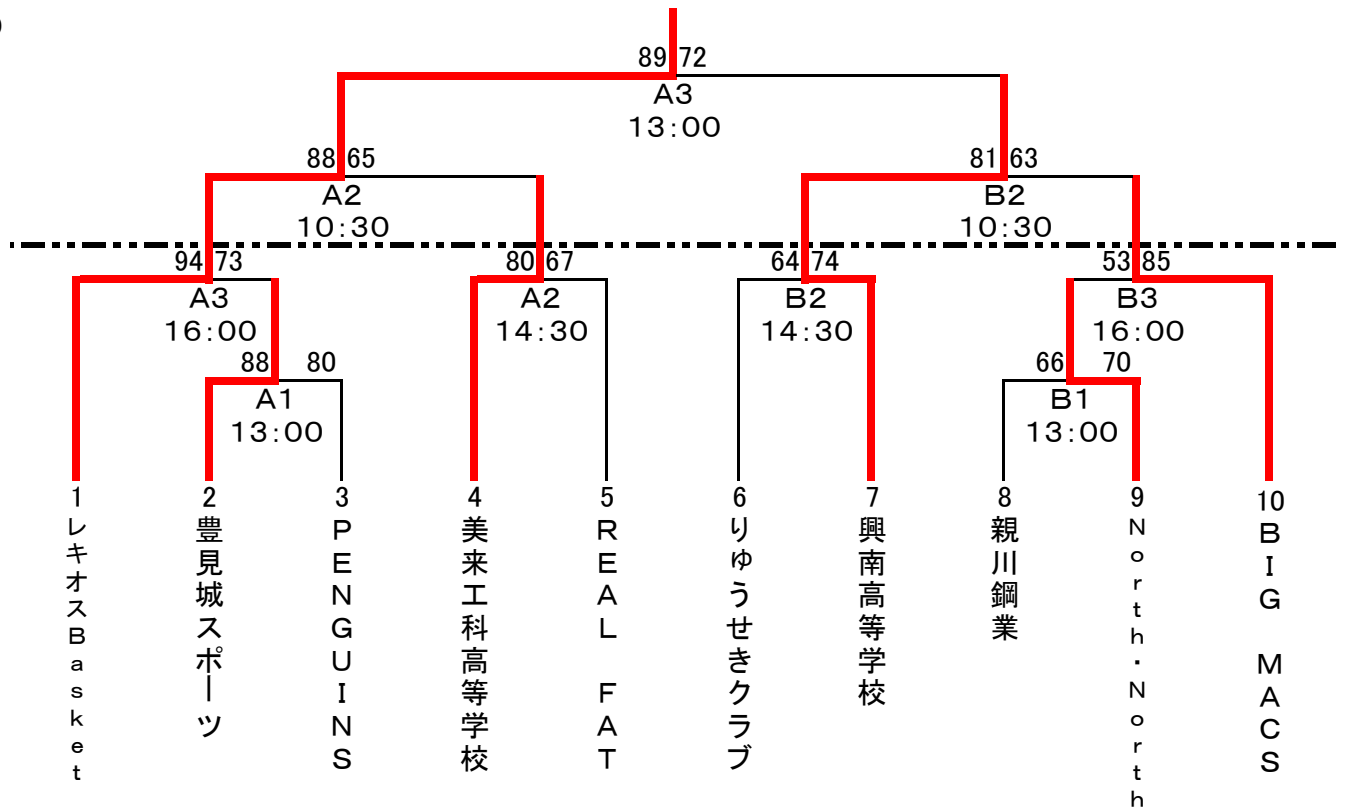 89 72
A3
13:00
88 65
81 63
A2
B2
10:30
10:30
94 73
80 67
64 74
53 85
A3
A2
B2
B3
16:00
14:30
14:30
16:00
88 80
66 70
A1
B1
13:00
13:00
1
2
3
4
5
6
7
8
9
10
レキオスBasket
豊見城スポーツ
PENGUINS
美来工科高等学校
REAL FAT
りゅうせきクラブ
興南高等学校
親川鋼業
North・North
BIG MACS